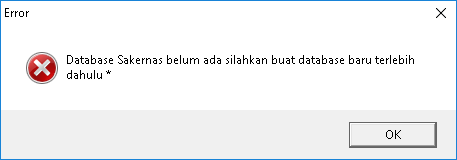 Error
Database Sakernas belum ada silahkan buat database baru terlebih
dahulu *
OK